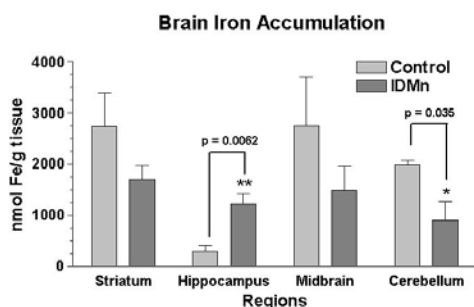 Brain Iron Accumulation
nmol Fe/g tissue
4000
3000
2000
1000
0
Control
IDMn
p = 0.0062
**
p = 0.035
*
Striatum Hippocampus Midbrain Cerebellum
Regions